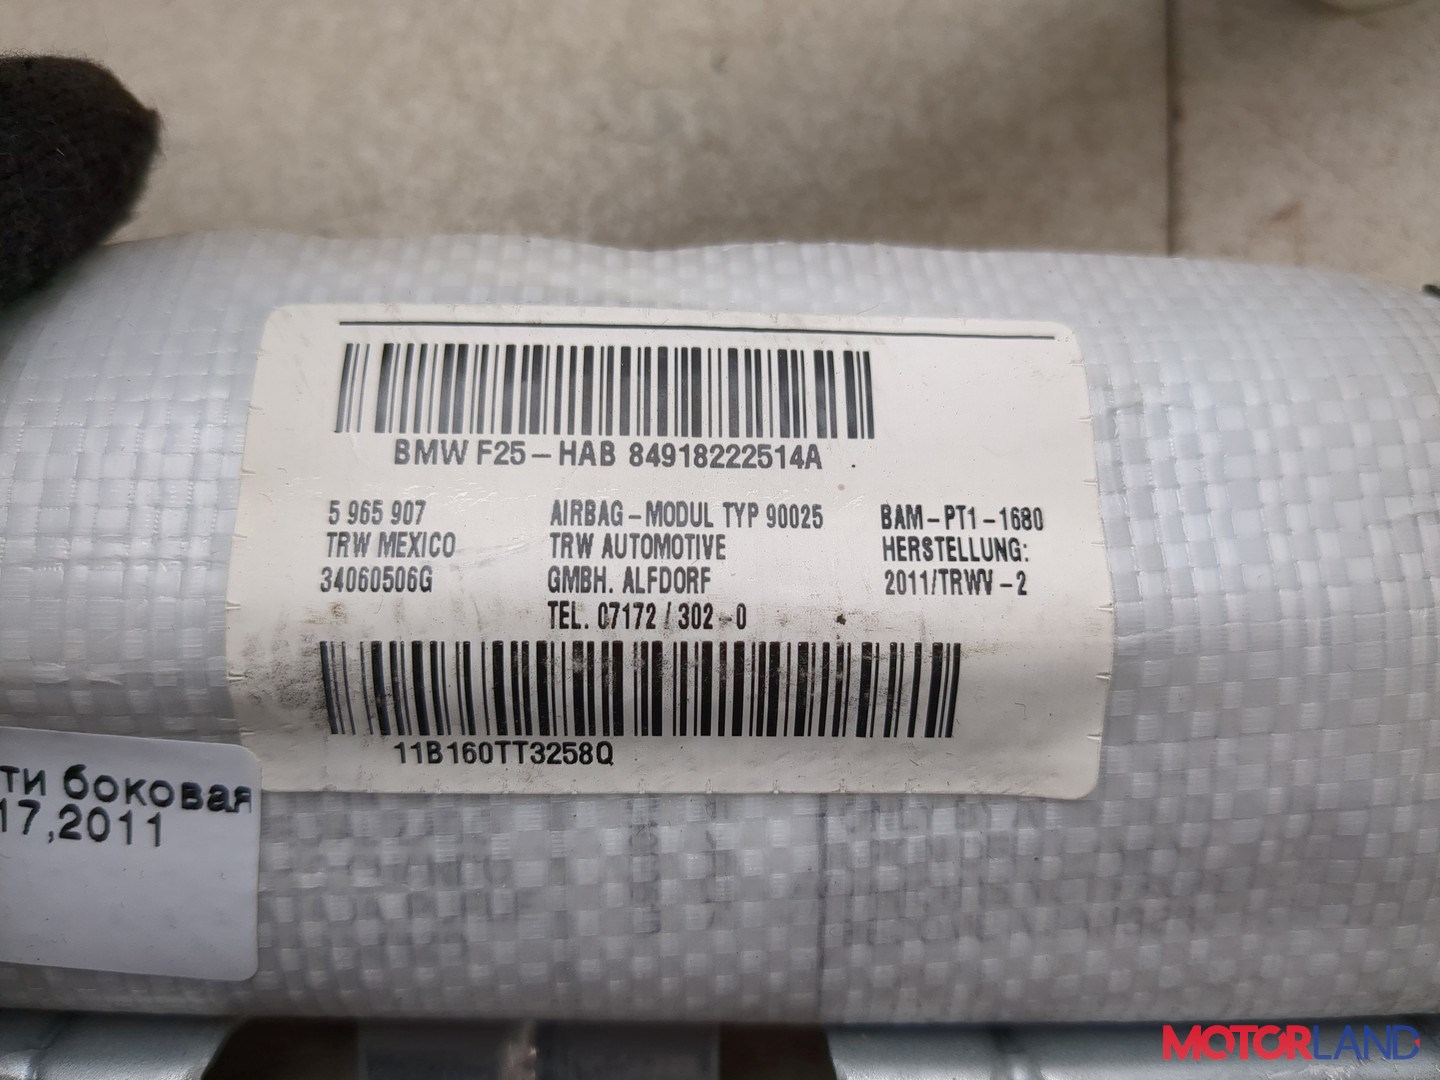 BMW F25-HAB 84918222514A
5 965 907
TRW MEXICO
34060506G
AIRBAG-MODUL TYP 90025
TRW AUTOMOTIVE
GMBH. ALFDORF
TEL. 07172 / 302-0
BAM-PT1-1680
HERSTELLUNG:
2011/TRWV-2
11B160TT3258Q
ти боковая
17,2011
MOTORLAND